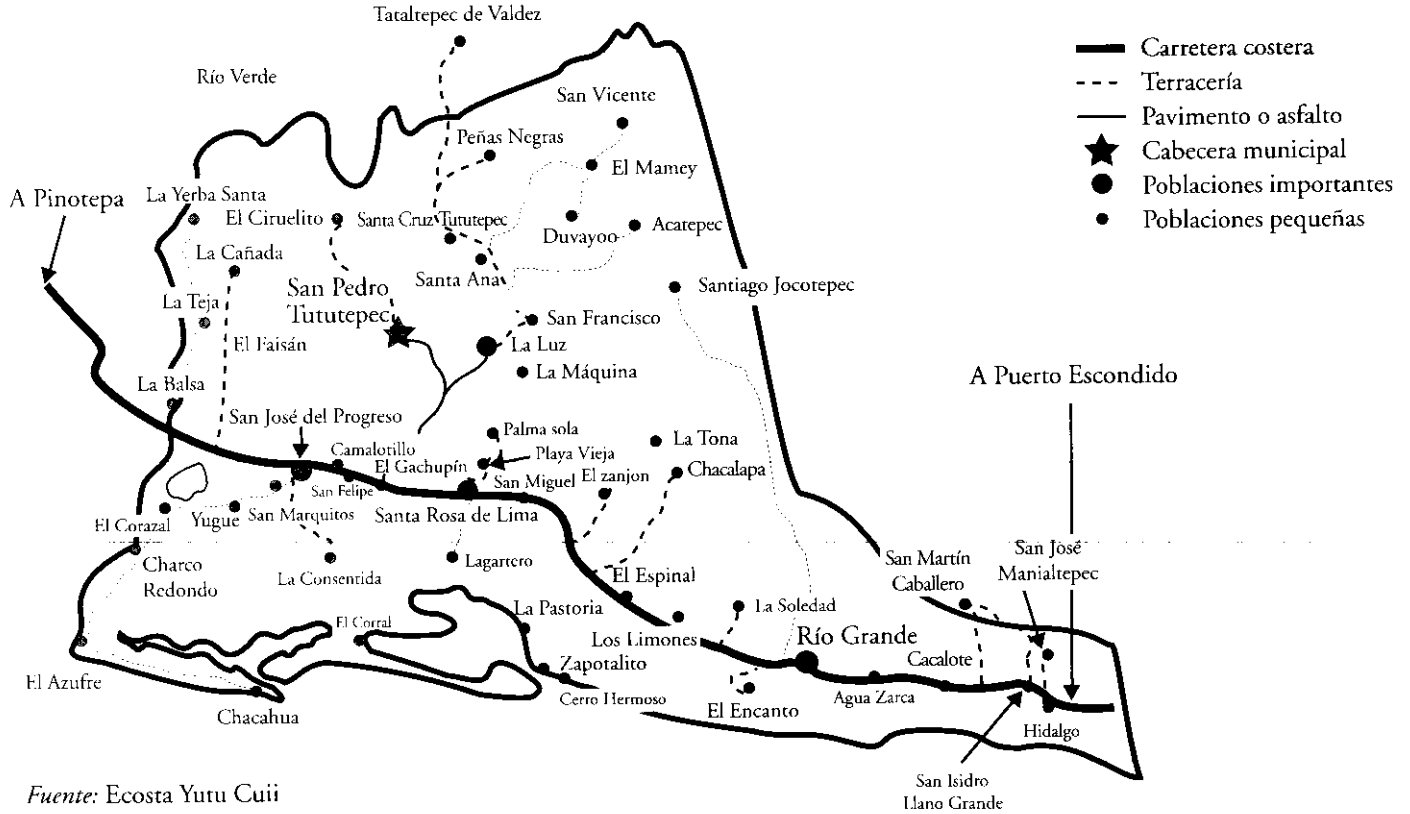 Tataltepec de Valdez
Carretera costera
Terracería
Pavimento o asfalto
Cabecera municipal
Poblaciones importantes
Poblaciones pequeñas
Río Verde
San Vicente
Peñas Negras
El Mamey
A Pinotepa
La Yerba Santa
El Ciruelito
Santa Cruz Tututepec
Duvayoo
Acatepec
La Cañada
Santa Ana
San Pedro
Tututepec
Santiago Jocotepec
La Teja
San Francisco
El Faisán
La Luz
La Máquina
A Puerto Escondido
La Balsa
San José del Progreso
Palma sola
La Tona
Camalotillo
Playa Vieja
El Gachupín
Chacalapa
San Miguel
El zanjon
San Felipe
El Corazal
Yugue
San Marquitos
Santa Rosa de Lima
Charco
Redondo
La Consentida
Lagartero
San Martín
Caballero
San José
Manialtepec
El Espinal
La Pastoria
La Soledad
El Corral
Los Limones
Río Grande
Zapotalito
Cacalote
El Azufre
Cerro Hermoso
El Encanto
Agua Zarca
Chacahua
Hidalgo
San Isidro
Llano Grande
Fuente: Ecosta Yutu Cuii